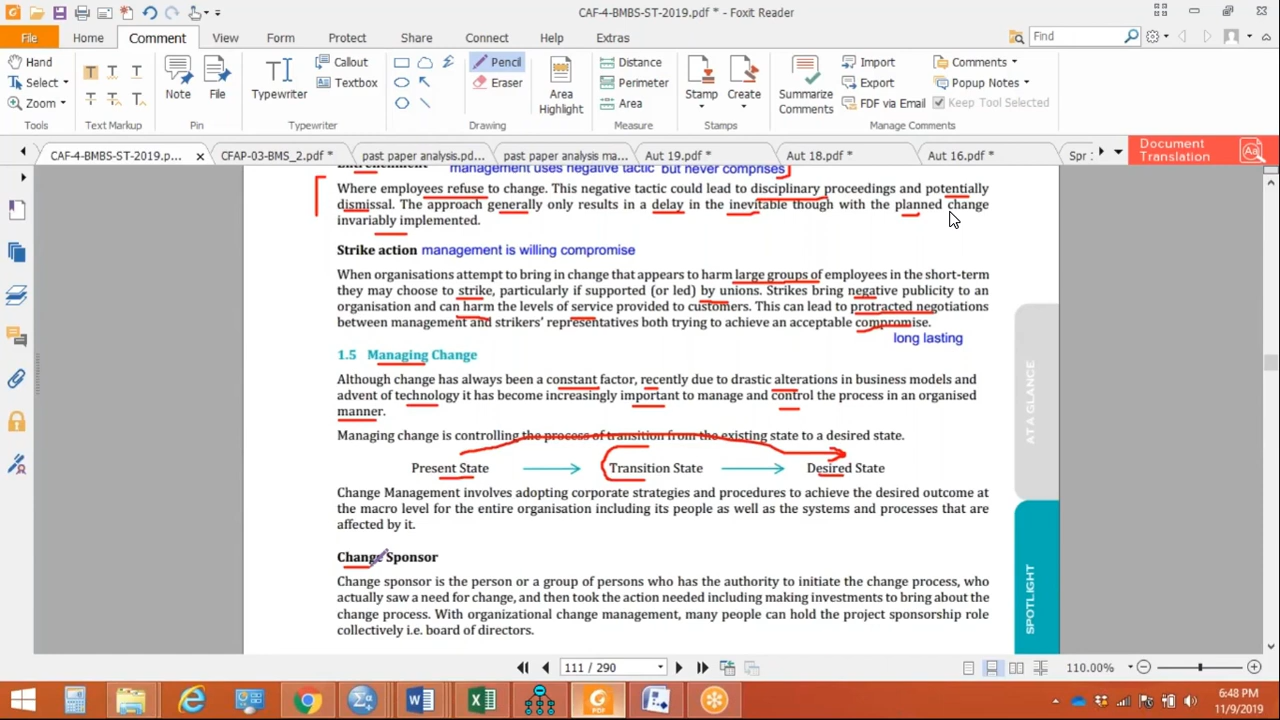 CAF-4-BMBS-ST-2019.pdf * - Foxit Reader
File Home Comment View Form Protect Share Connect Help Extras
Find
Hand
Select
Zoom
Tools
Text Markup
Note
File
Pin
Typewriter
Callout
Textbox
Typewriter
Pencil
Eraser
Area Highlight
Drawing
Distance
Perimeter
Area
Measure
Stamp
Create
Stamps
Summarize Comments
Import
Export
FDF via Email
Comments
Popup Notes
Keep Tool Selected
Manage Comments
CAF-4-BMBS-ST-2019.p... CFAP-03-BMS_2.pdf * past paper analysis.pd... past paper analysis ma... Aut 19.pdf * Aut 18.pdf * Aut 16.pdf * Spr :
Document Translation
management uses negative tactic but never comprises
Where employees refuse to change. This negative tactic could lead to disciplinary proceedings and potentially
dismissal. The approach generally only results in a delay in the inevitable though with the planned change
invariably implemented.
Strike action management is willing compromise
When organisations attempt to bring in change that appears to harm large groups of employees in the short-term
they may choose to strike, particularly if supported (or led) by unions. Strikes bring negative publicity to an
organisation and can harm the levels of service provided to customers. This can lead to protracted negotiations
between management and strikers' representatives both trying to achieve an acceptable compromise.
long lasting
1.5 Managing Change
Although change has always been a constant factor, recently due to drastic alterations in business models and
advent of technology it has become increasingly important to manage and control the process in an organised
manner.
Managing change is controlling the process of transition from the existing state to a desired state.
Present State Transition State Desired State
Change Management involves adopting corporate strategies and procedures to achieve the desired outcome at
the macro level for the entire organisation including its people as well as the systems and processes that are
affected by it.
Change Sponsor
Change sponsor is the person or a group of persons who has the authority to initiate the change process, who
actually saw a need for change, and then took the action needed including making investments to bring about the
change process. With organizational change management, many people can hold the project sponsorship role
collectively i.e. board of directors.
AT A GLANCE
SPOTLIGHT
111 / 290
110.00%
6:48 PM
11/9/2019